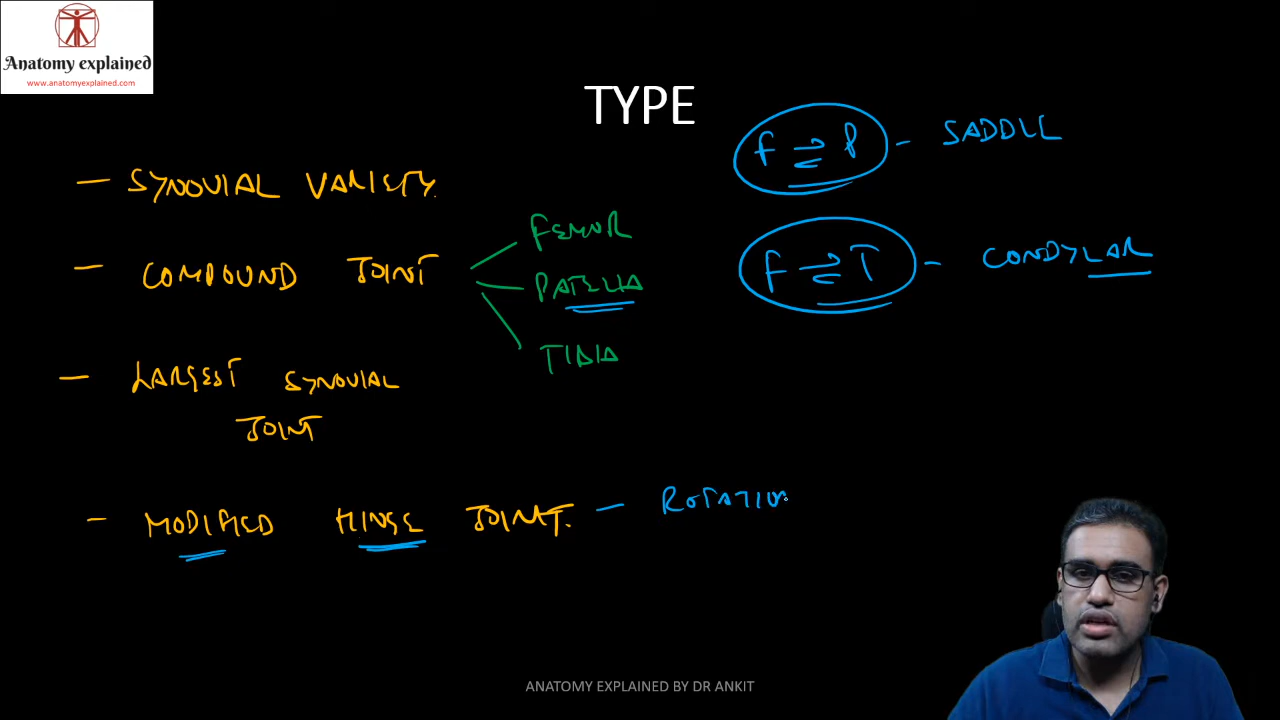 Anatomy explained
www.anatomyexplained.com
TYPE
- SYNOVIAL VARIETY.
- COMPOUND JOINT
FEMUR
PATELLA
TIBIA
- LARGEST SYNOVIAL
JOINT
- MODIFIED HINGE JOINT. - ROTATION
F ⇌ P - SADDLE
F ⇌ T - CONDYLAR
ANATOMY EXPLAINED BY DR ANKIT